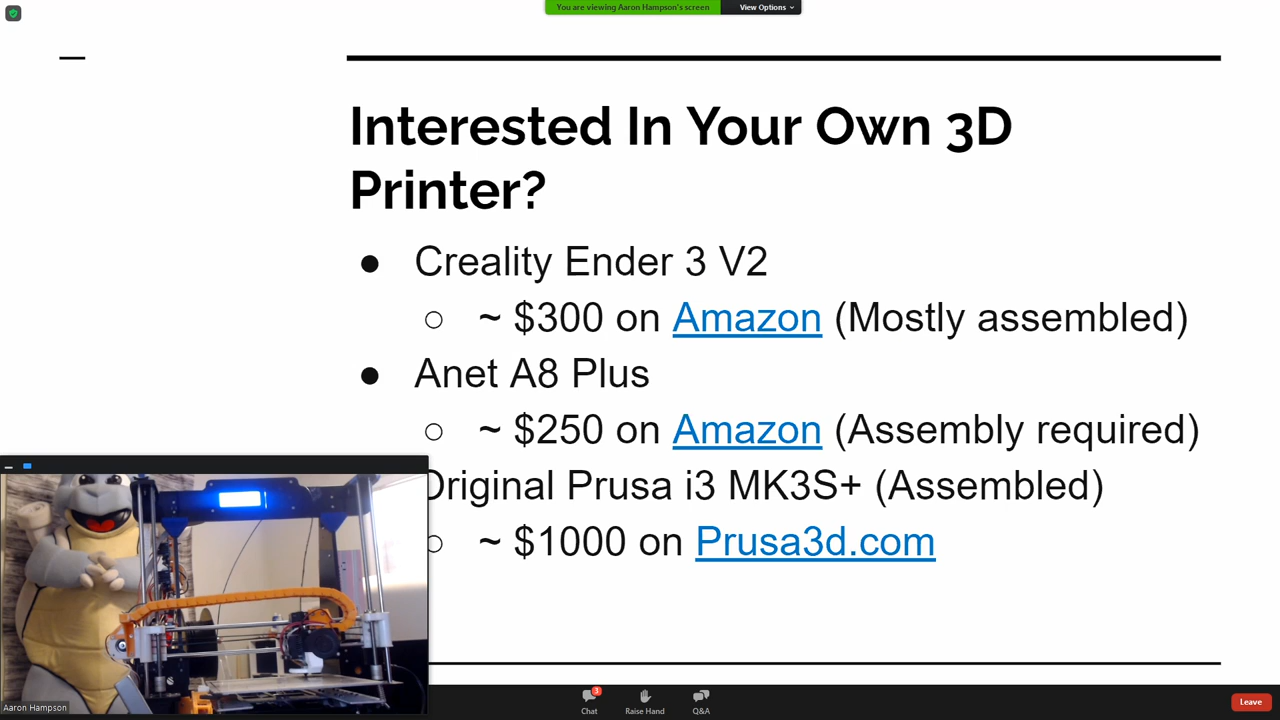 You are viewing Aaron Hampson's screen
View Options
Interested In Your Own 3D
Printer?
● Creality Ender 3 V2
○ ~ $300 on Amazon (Mostly assembled)
● Anet A8 Plus
○ ~ $250 on Amazon (Assembly required)
Original Prusa i3 MK3S+ (Assembled)
○ ~ $1000 on Prusa3d.com
Aaron Hampson
3
Chat
Raise Hand
Q&A
Leave